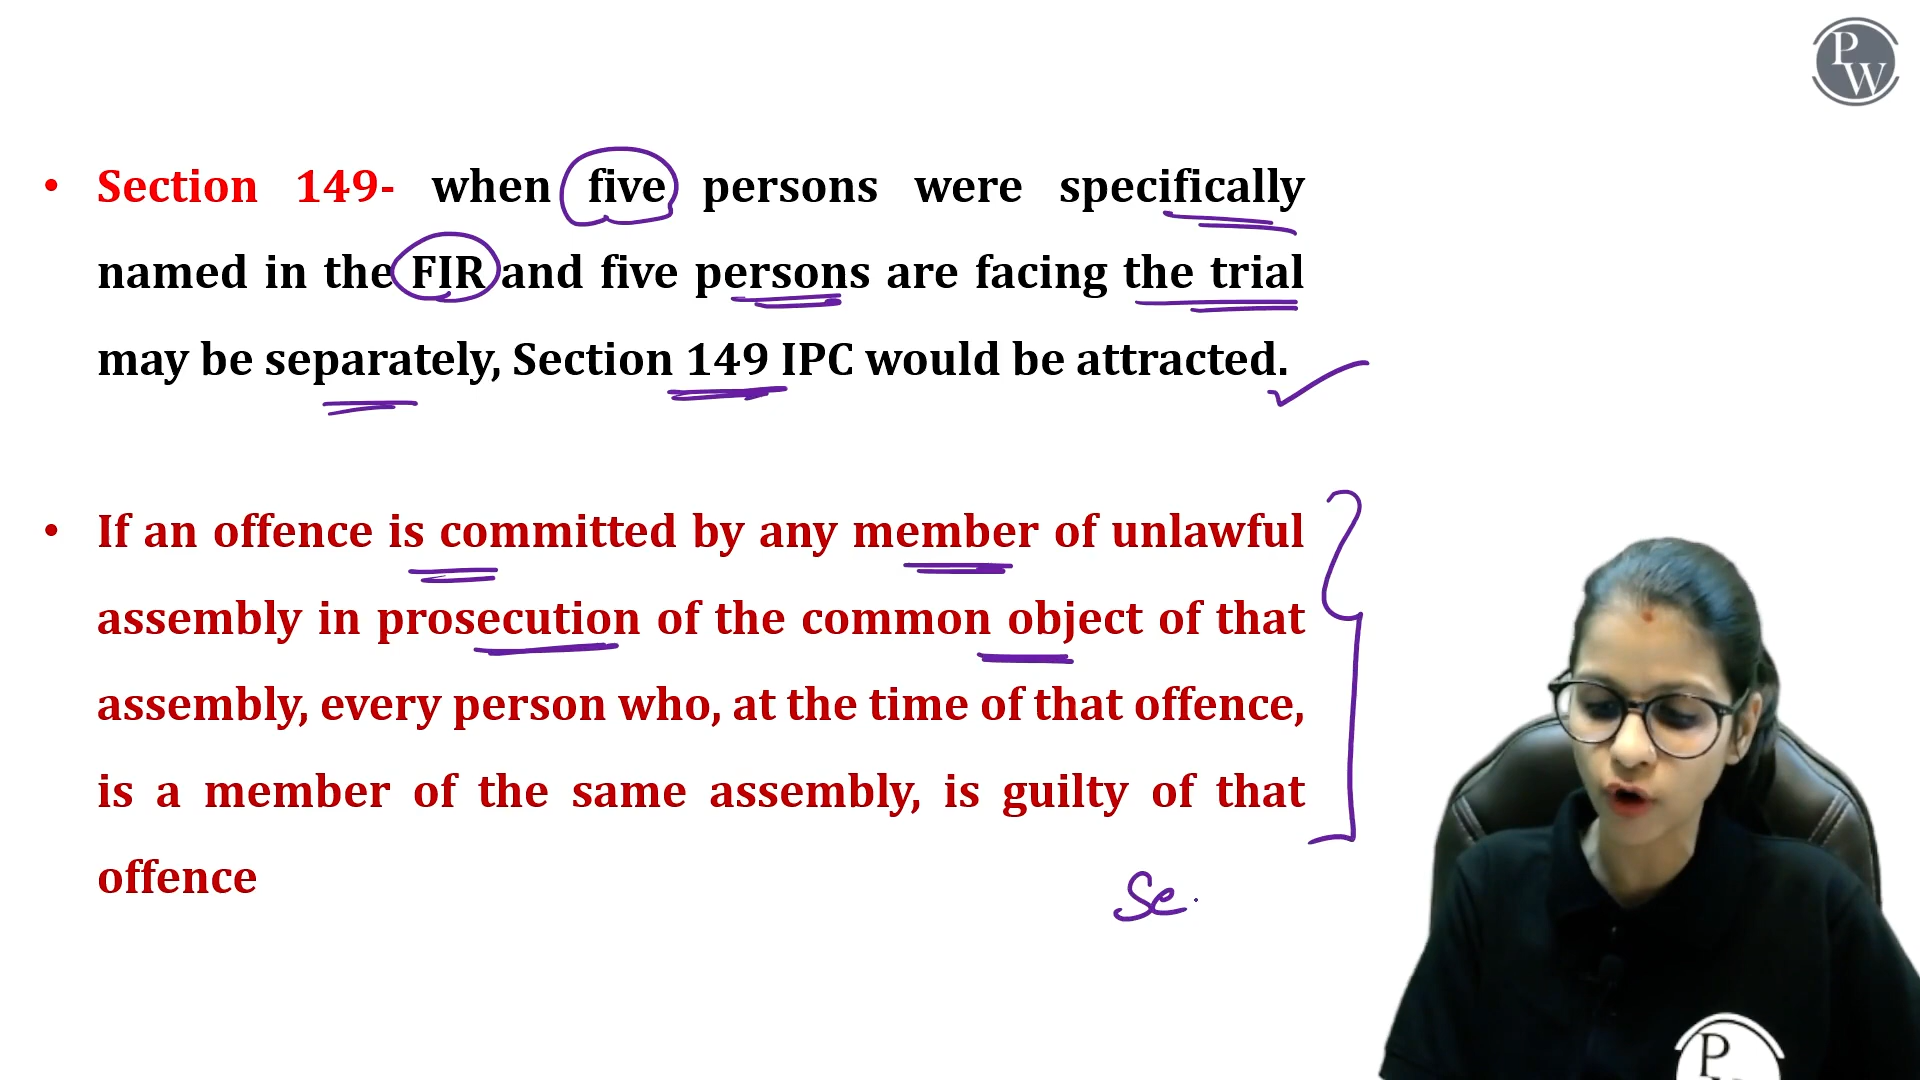 PW
• Section 149- when five persons were specifically
named in the FIR and five persons are facing the trial
may be separately, Section 149 IPC would be attracted.
• If an offence is committed by any member of unlawful
assembly in prosecution of the common object of that
assembly, every person who, at the time of that offence,
is a member of the same assembly, is guilty of that
offence
Se.
P